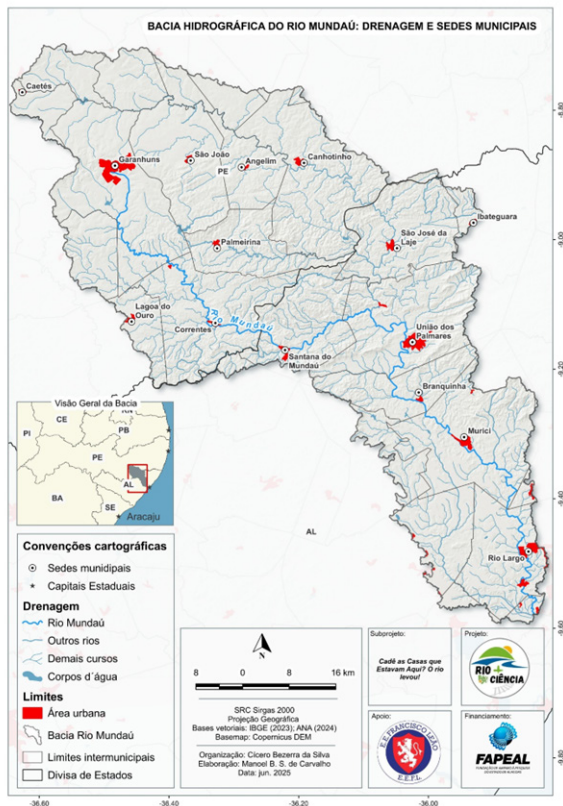 BACIA HIDROGRÁFICA DO RIO MUNDAÚ: DRENAGEM E SEDES MUNICIPAIS
Caetés
-8.80
Garanhuns
São João
Angelim
Canhotinho
PE
Ibateguara
São José da
Laje
-9.00
Palmeirina
Lagoa do
Ouro
Correntes
Rio Mundaú
Santana do
Mundaú
União dos
Palmares
-9.20
Branquinha
Murici
-9.40
Rio Largo
AL
-9.60
-9.80
Visão Geral da Bacia
RN
CE
PI
PB
PE
AL
BA
SE
Aracaju
Convenções cartográficas
Sedes munidipais
Capitais Estaduais
Drenagem
Rio Mundaú
Outros rios
Demais cursos
Corpos d´água
Limites
Área urbana
Bacia Rio Mundaú
Limites intermunicipais
Divisa de Estados
N
8 0 8 16 km
SRC Sirgas 2000
Projeção Geográfica
Bases vetoriais: IBGE (2023); ANA (2024)
Basemap: Copernicus DEM
Organização: Cícero Bezerra da Silva
Elaboração: Manoel B. S. de Carvalho
Data: jun. 2025
Subprojeto:
Cadê as Casas que
Estavam Aqui? O rio
levou!
Projeto:
RIO +
CIÊNCIA
Apoio:
E.E. FRANCISCO LEÃO
E.E.F.L
Financiamento:
FAPEAL
-36.60 -36.40 -36.20 -36.00